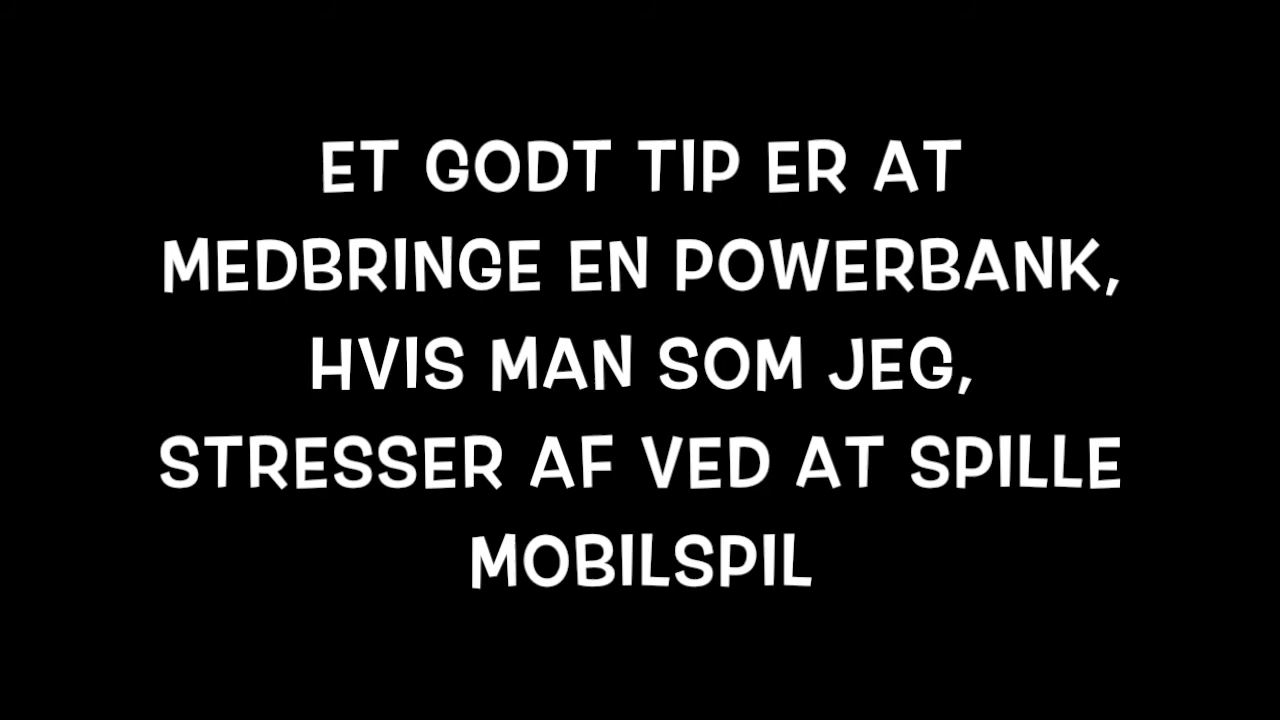 ET GODT TIP ER AT
MEDBRINGE EN POWERBANK,
HVIS MAN SOM JEG,
STRESSER AF VED AT SPILLE
MOBILSPIL